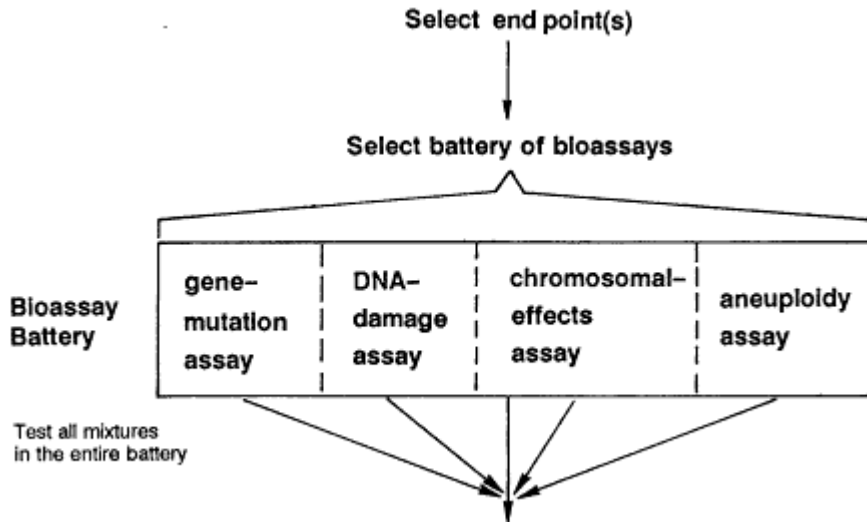 Select end point(s)
Select battery of bioassays
Bioassay
Battery
gene–
mutation
assay
DNA–
damage
assay
chromosomal–
effects
assay
aneuploidy
assay
Test all mixtures
in the entire battery